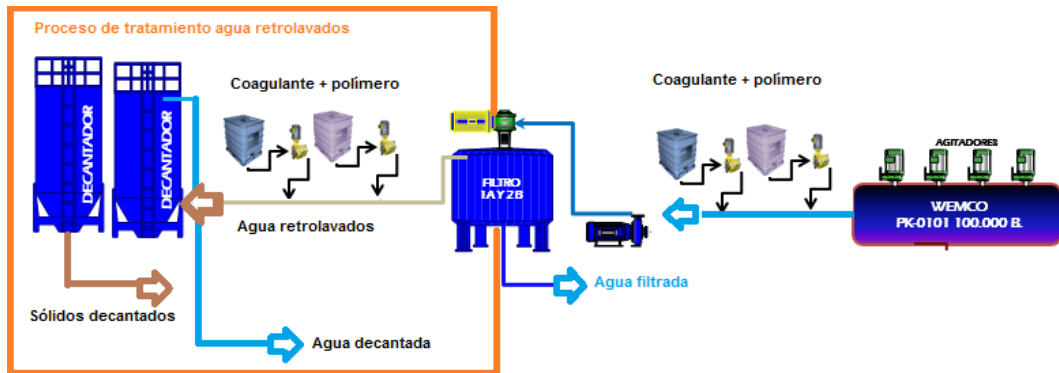 Proceso de tratamiento agua retrolavados
Coagulante + polímero
Coagulante + polímero
DECANTADOR
DECANTADOR
AGITADORES
FILTRO
1AY2B
WEMCO
PK-0101 100.000 B.
Agua retrolavados
Agua filtrada
Sólidos decantados
Agua decantada